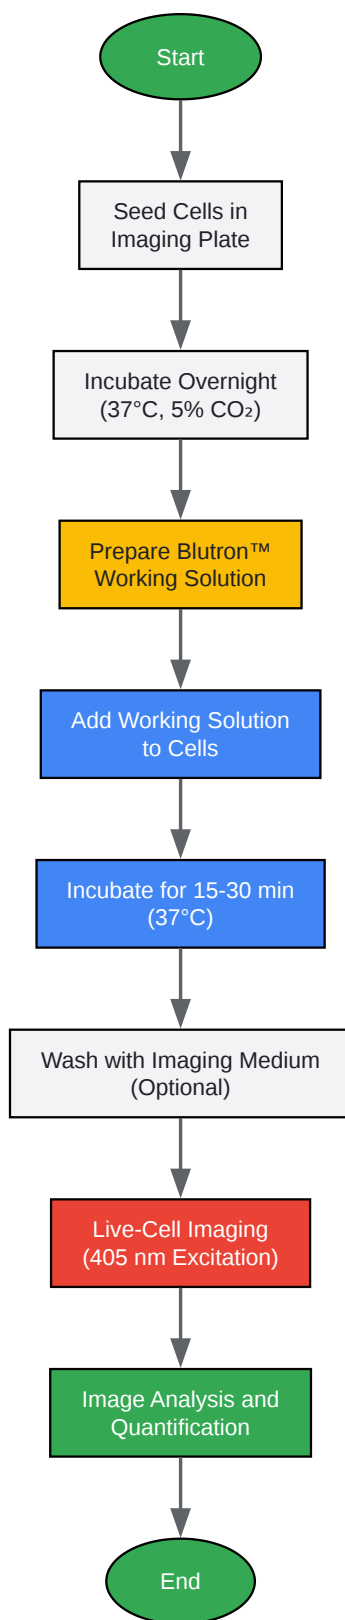 Start
Seed Cells in
Imaging Plate
Incubate Overnight
(37°C, 5% CO₂)
Prepare Blutron™
Working Solution
Add Working Solution
to Cells
Incubate for 15-30 min
(37°C)
Wash with Imaging Medium
(Optional)
Live-Cell Imaging
(405 nm Excitation)
Image Analysis and
Quantification
End